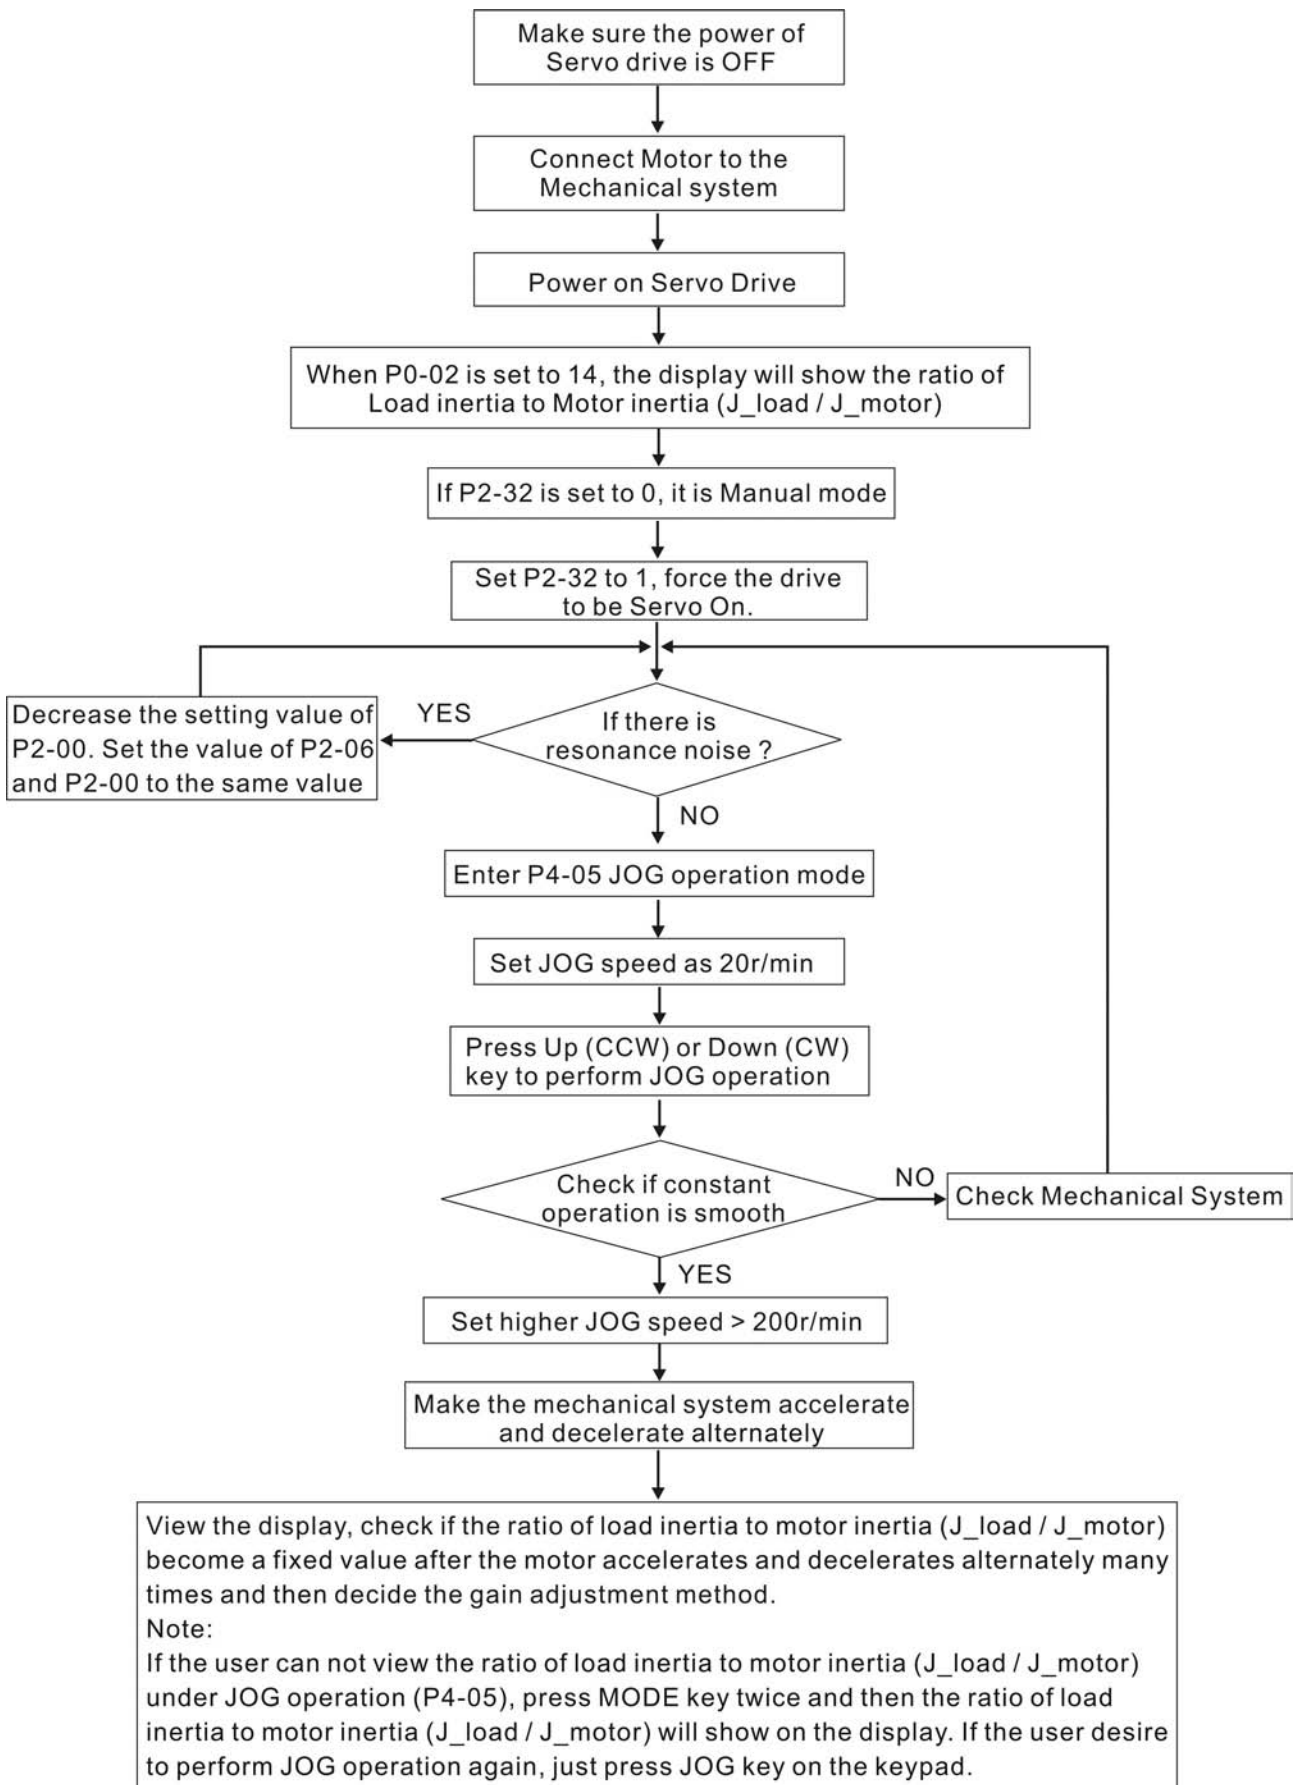 Make sure the power of
Servo drive is OFF
Connect Motor to the
Mechanical system
Power on Servo Drive
When P0-02 is set to 14, the display will show the ratio of
Load inertia to Motor inertia (J_load / J_motor)
If P2-32 is set to 0, it is Manual mode
Set P2-32 to 1, force the drive
to be Servo On.
Decrease the setting value of
P2-00. Set the value of P2-06
and P2-00 to the same value
YES
If there is
resonance noise ?
NO
Enter P4-05 JOG operation mode
Set JOG speed as 20r/min
Press Up (CCW) or Down (CW)
key to perform JOG operation
Check if constant
operation is smooth
NO
Check Mechanical System
YES
Set higher JOG speed > 200r/min
Make the mechanical system accelerate
and decelerate alternately
View the display, check if the ratio of load inertia to motor inertia (J_load / J_motor)
become a fixed value after the motor accelerates and decelerates alternately many
times and then decide the gain adjustment method.
Note:
If the user can not view the ratio of load inertia to motor inertia (J_load / J_motor)
under JOG operation (P4-05), press MODE key twice and then the ratio of load
inertia to motor inertia (J_load / J_motor) will show on the display. If the user desire
to perform JOG operation again, just press JOG key on the keypad.